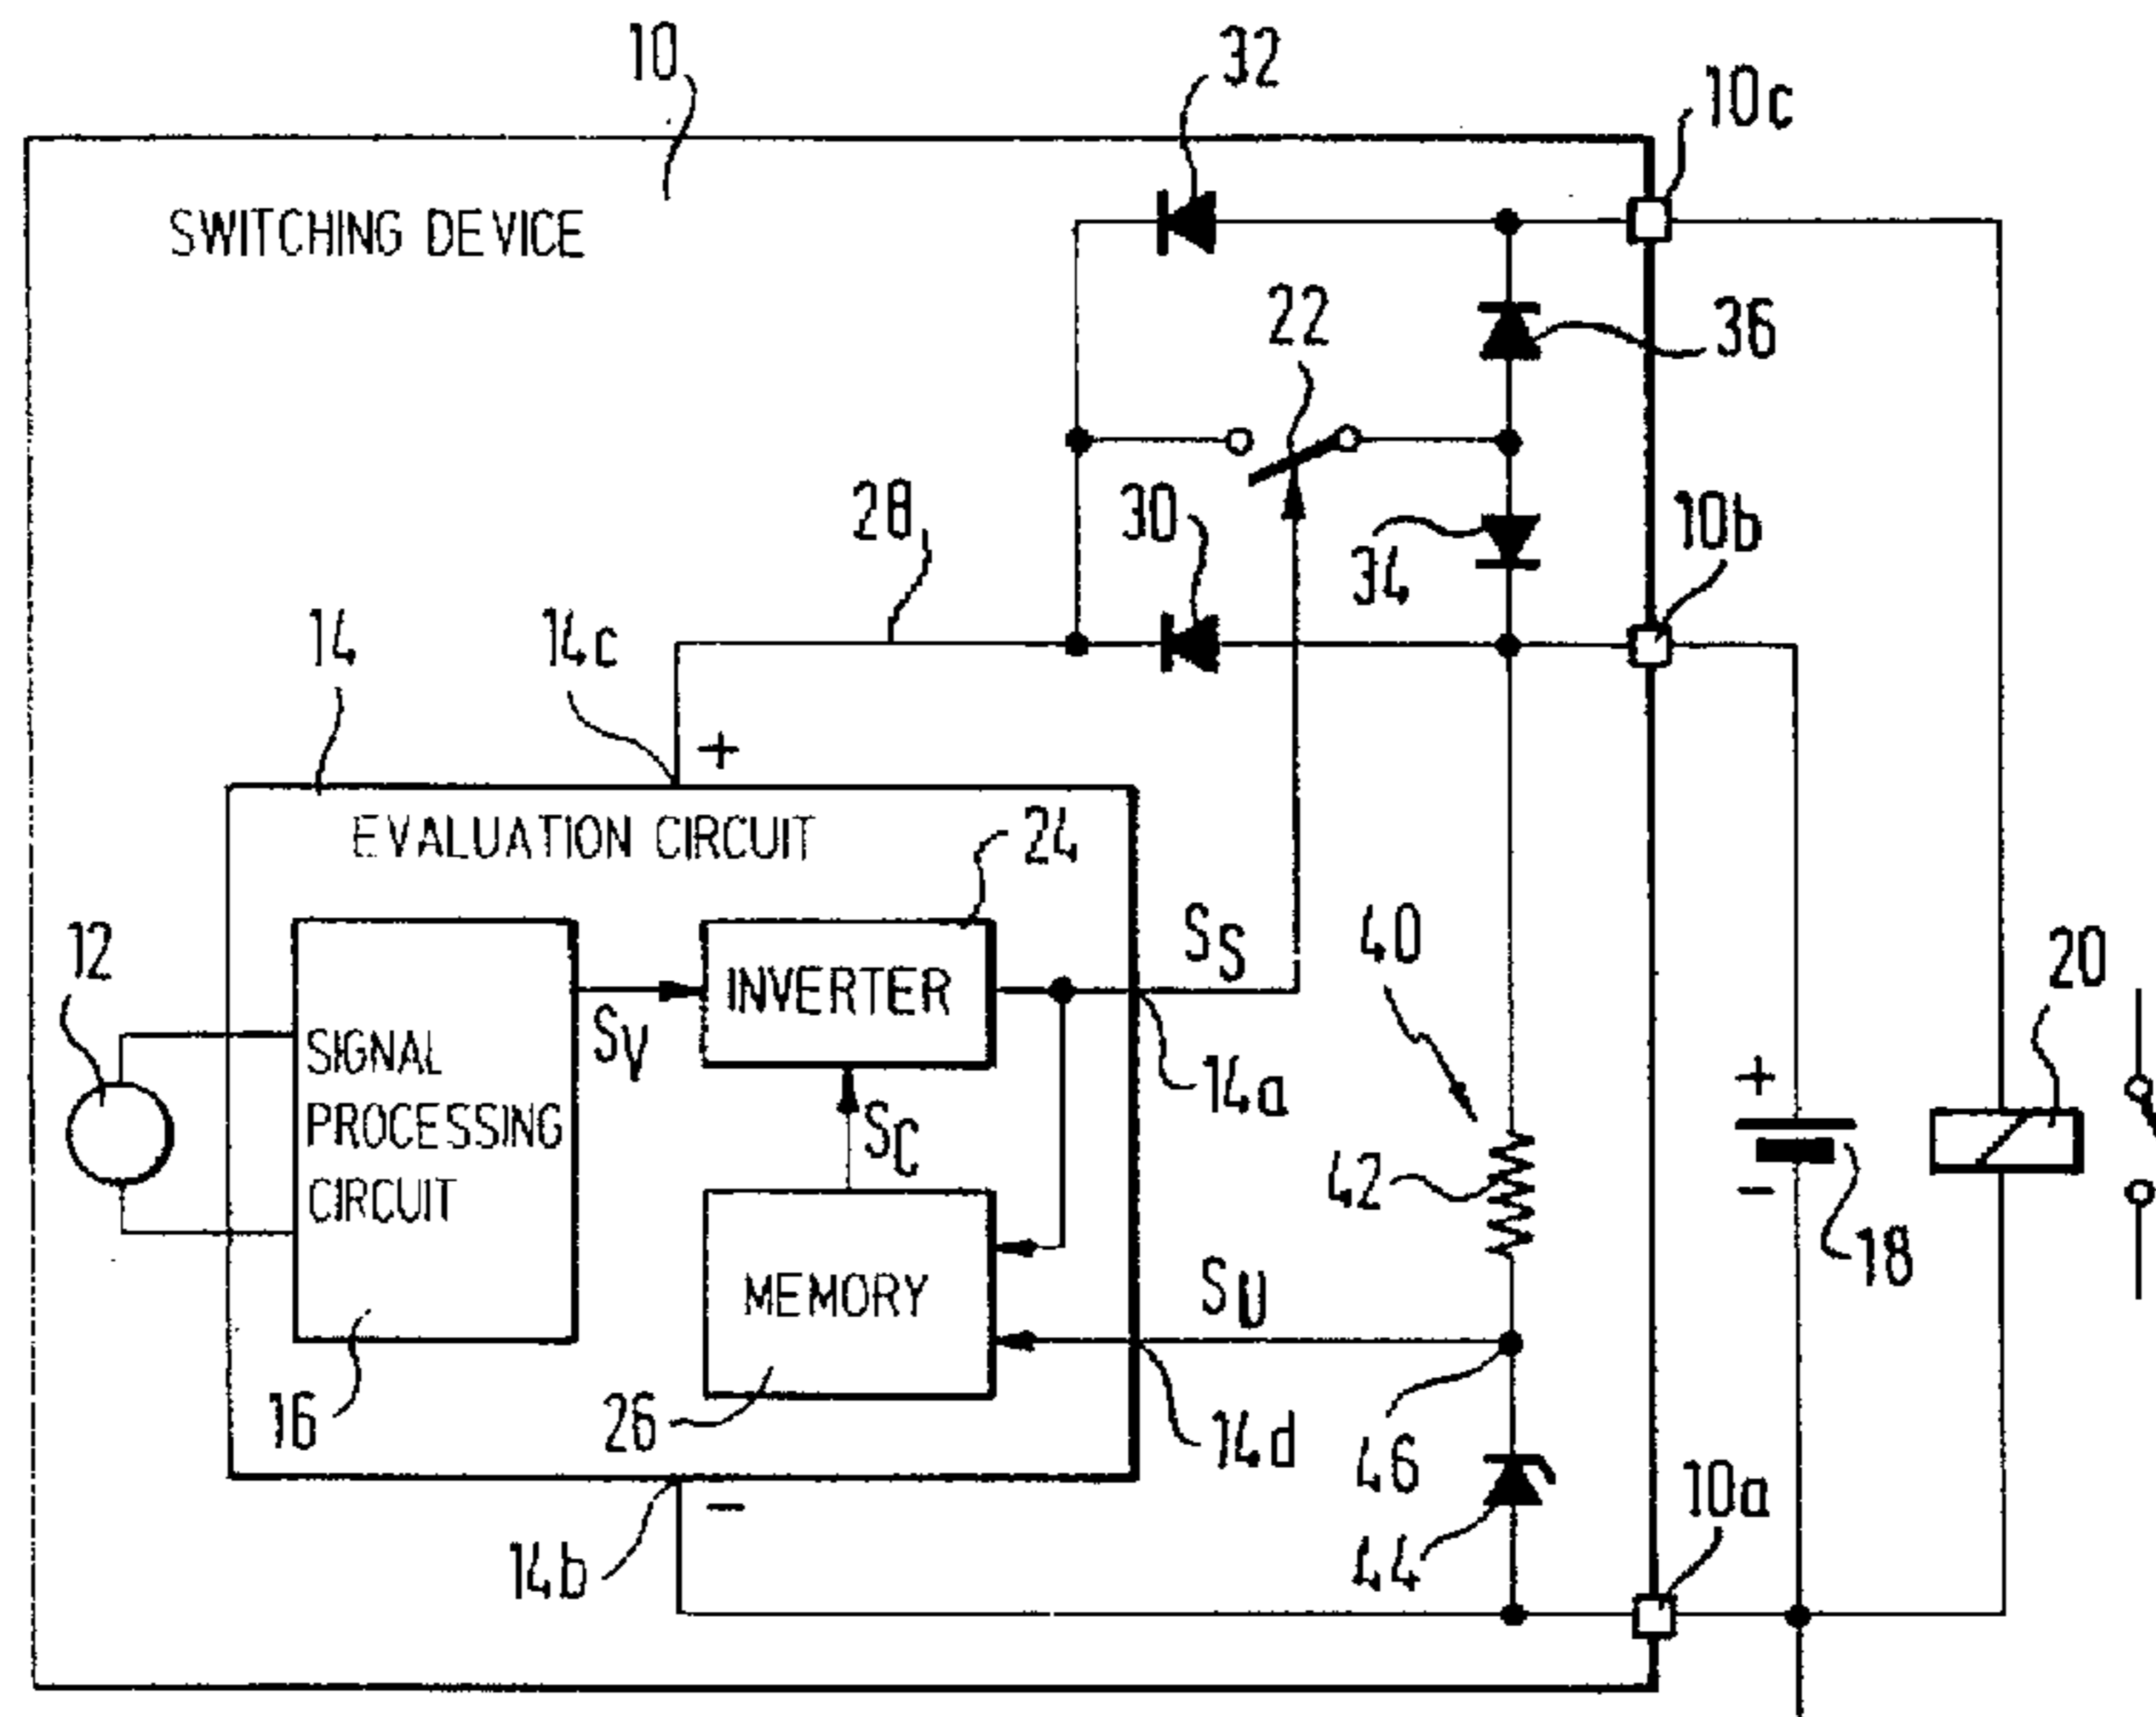 10
32
10c
SWITCHING DEVICE
22
36
28
30
34
10b
14
14c
+
EVALUATION CIRCUIT
24
12
SS
40
20
INVERTER
SIGNAL
PROCESSING
CIRCUIT
SV
14a
+
SC
42
-
18
MEMORY
SU
16
26
14d
46
10a
-
14b
44